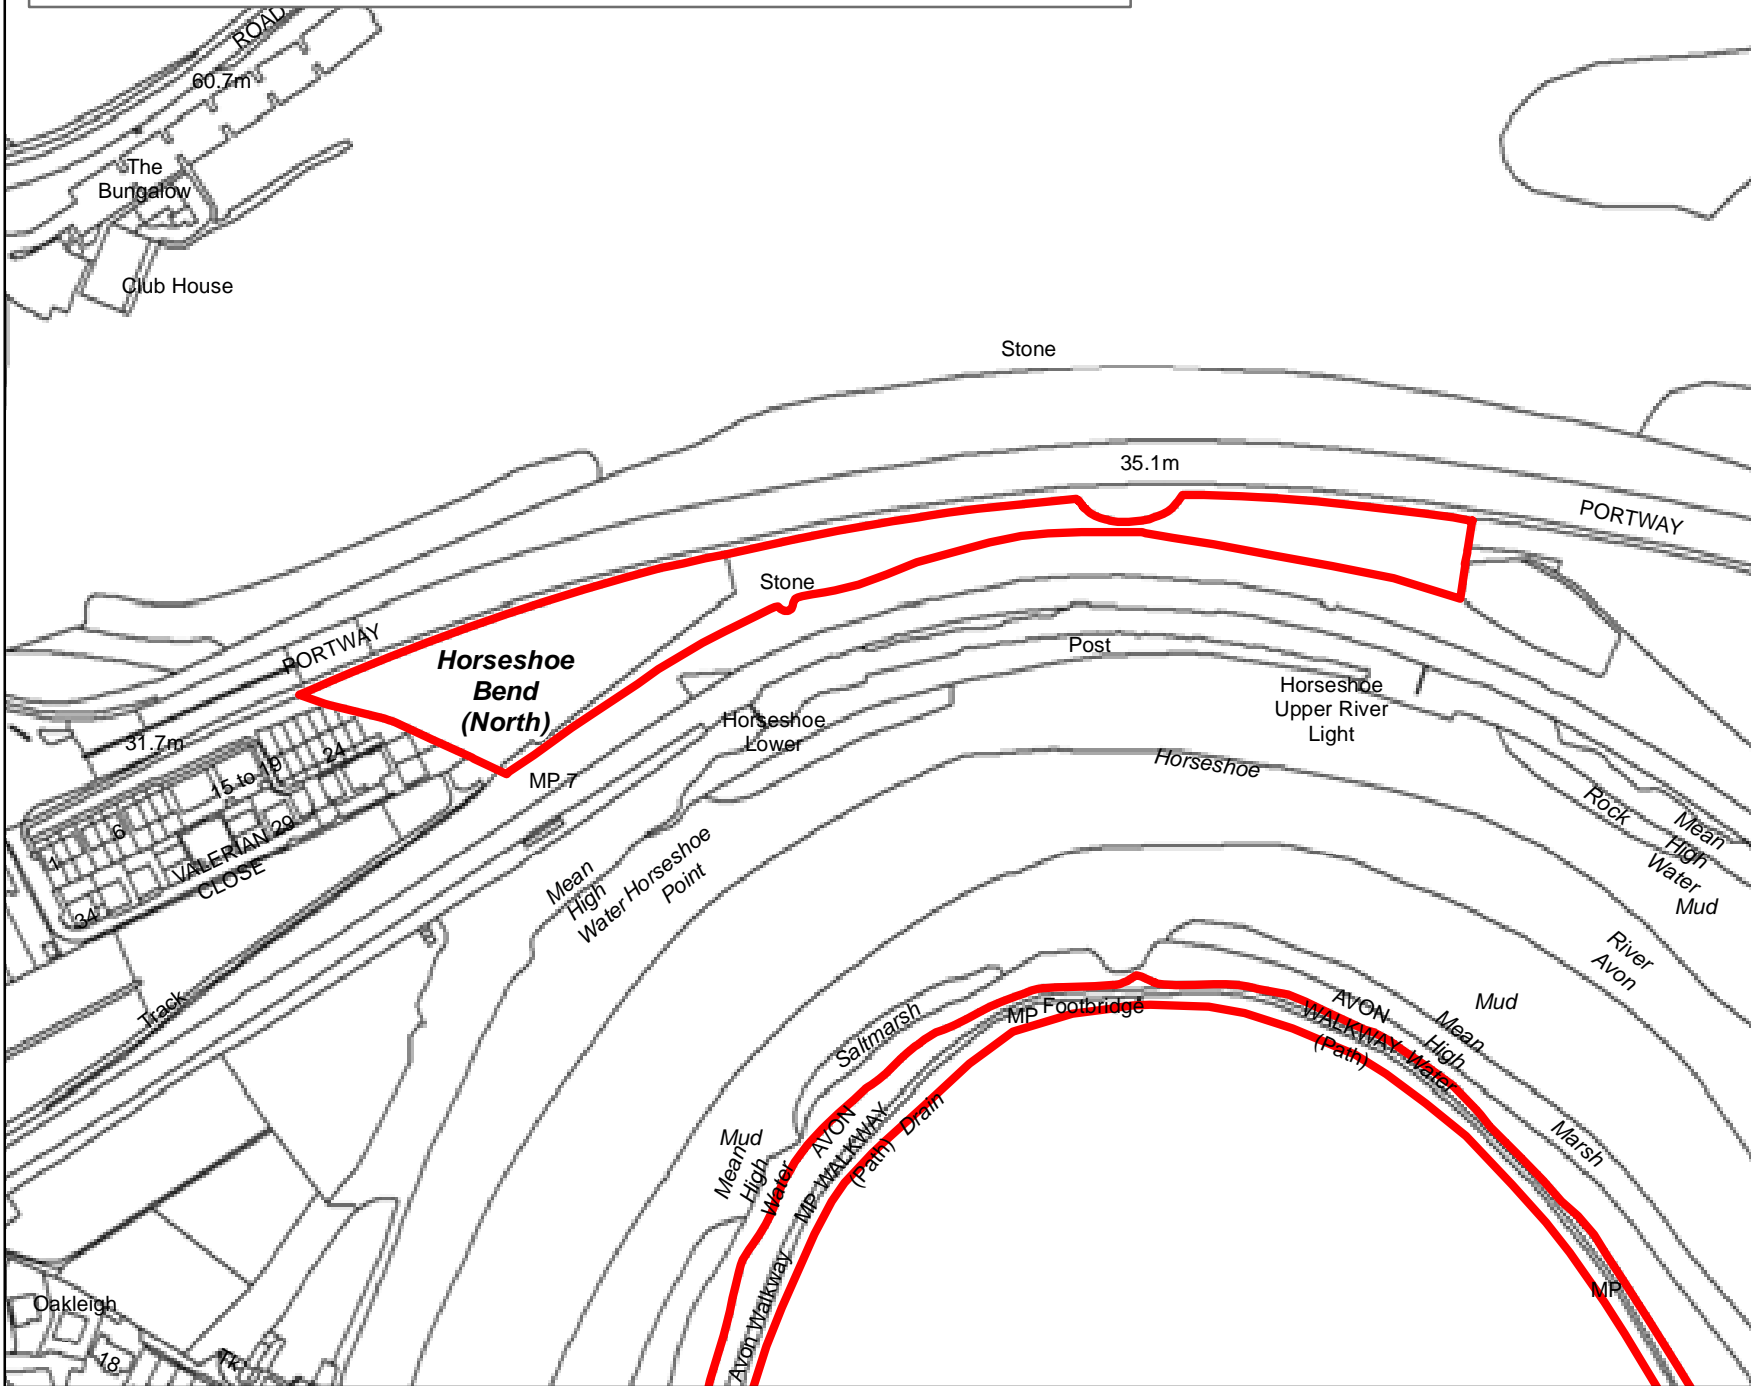 ROAD
60.7m
The
Bungalow
Club House
Stone
35.1m
PORTWAY
Stone
PORTWAY
Horseshoe
Bend
(North)
Post
Horseshoe
Upper River
Light
Horseshoe
Lower
31.7m
24
15 to 19
MP 7
Horseshoe
6
1
VALERIAN 29
CLOSE
34
Rock
Mean
High
Water
Mud
Mean
High
Water
Horseshoe
Point
River
Avon
Track
Saltmarsh
MP
Footbridge
AVON
WALKWAY
(Path)
Mud
Mean
High
Water
Marsh
Mud
Mean
High
Water
AVON
WALKWAY
(Path)
MP
Drain
Avon Walkway
MP
Oakleigh
18
Tk